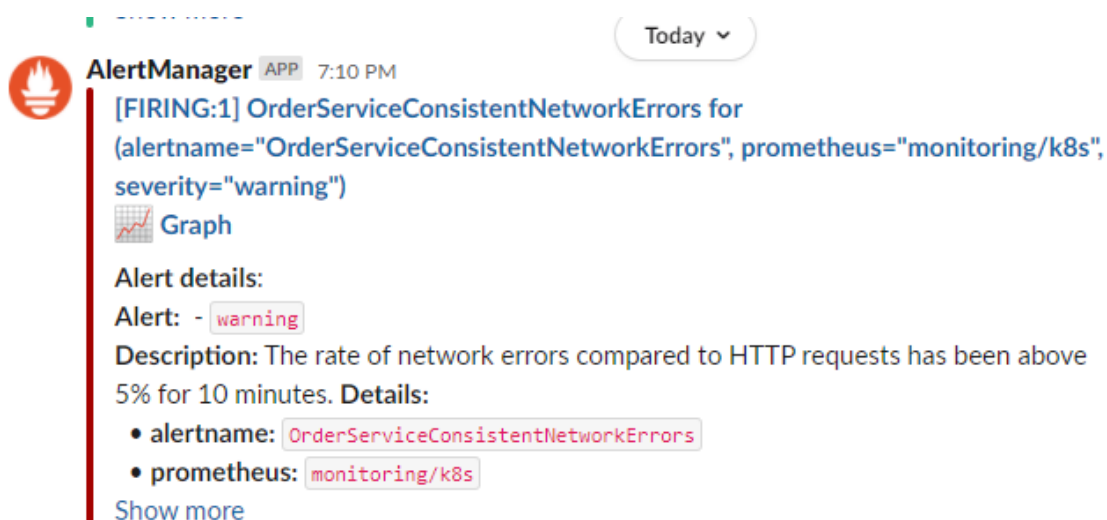 Show more
Today
AlertManager APP 7:10 PM
[FIRING:1] OrderServiceConsistentNetworkErrors for
(alertname="OrderServiceConsistentNetworkErrors", prometheus="monitoring/k8s",
severity="warning")
Graph
Alert details:
Alert: - warning
Description: The rate of network errors compared to HTTP requests has been above
5% for 10 minutes. Details:
• alertname: OrderServiceConsistentNetworkErrors
• prometheus: monitoring/k8s
Show more